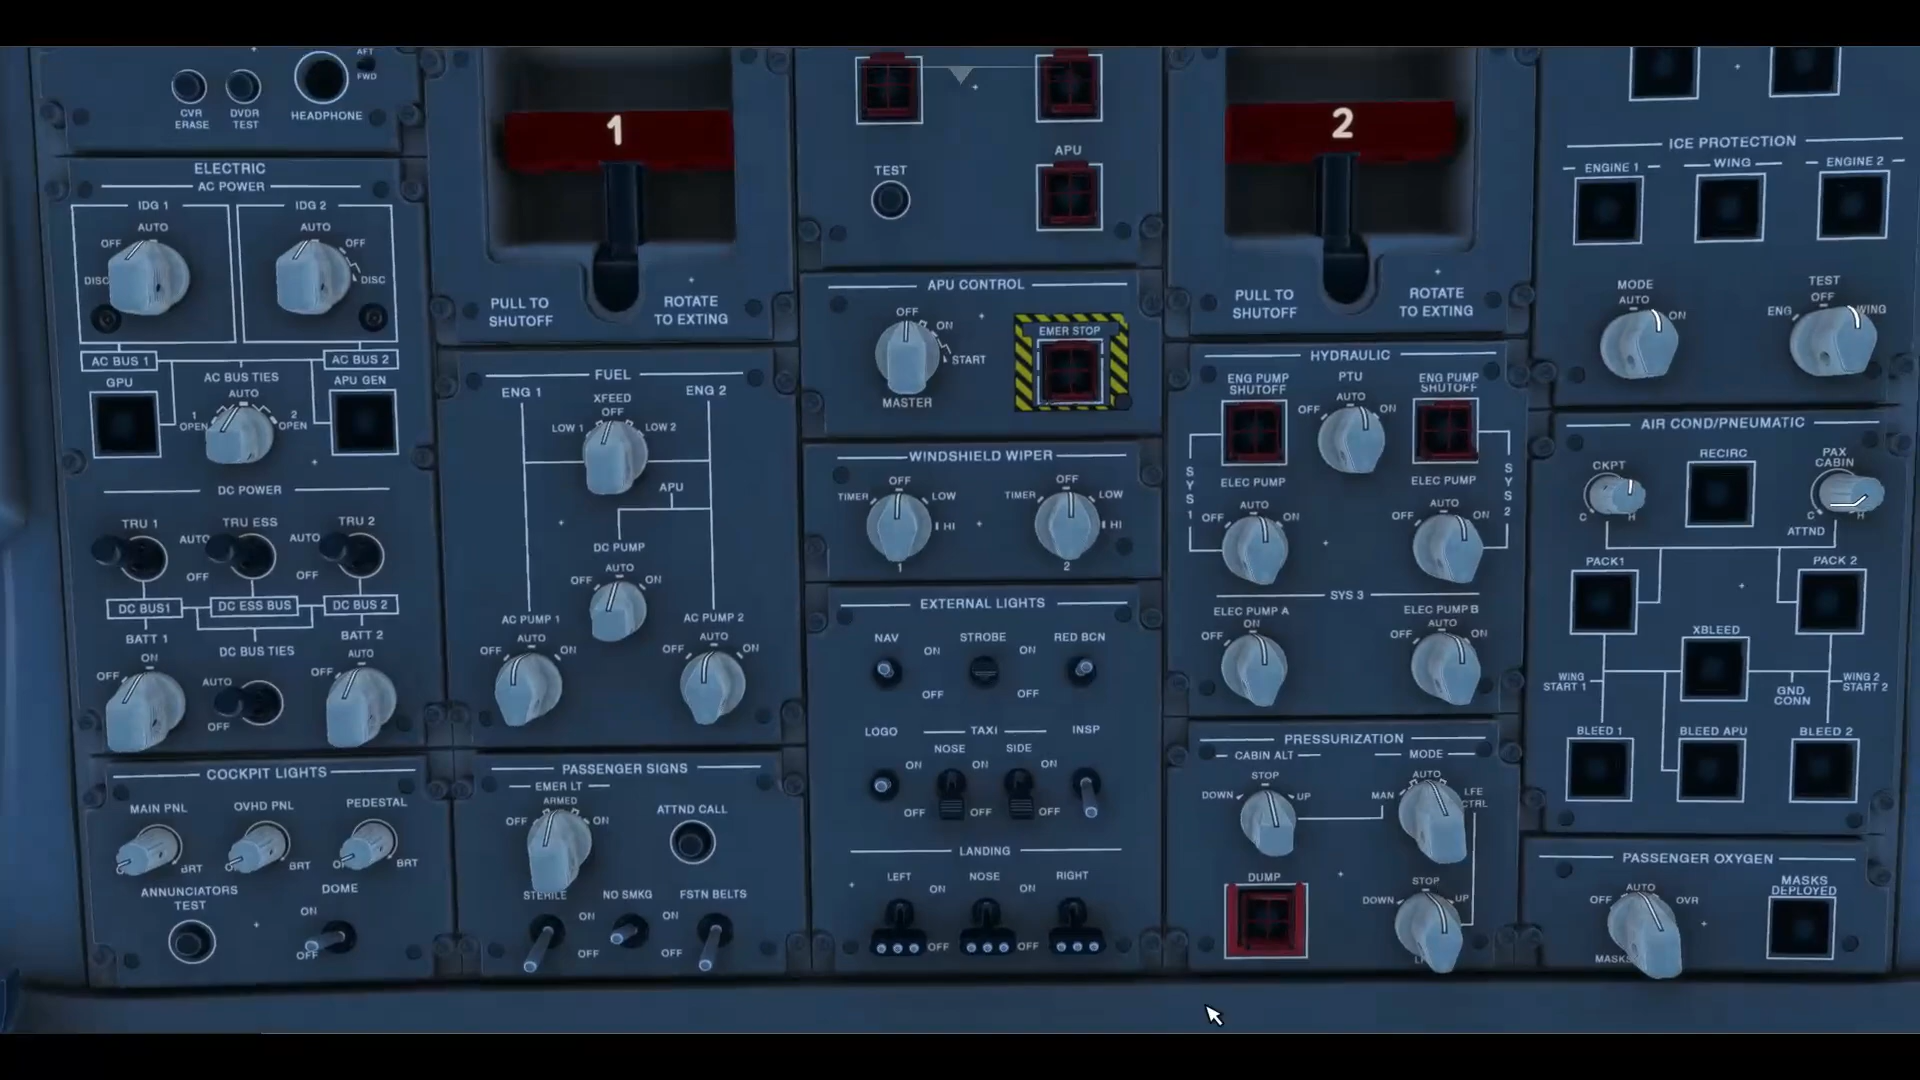 AFT
FWD
CVR
ERASE
DVDR
TEST
HEADPHONE
ELECTRIC
AC POWER
IDG 1
IDG 2
AUTO
OFF
DISC
AUTO
OFF
DISC
AC BUS 1
AC BUS 2
GPU
AC BUS TIES
APU GEN
AUTO
1
OPEN
2
OPEN
DC POWER
TRU 1
TRU ESS
TRU 2
AUTO
AUTO
OFF
OFF
DC BUS1
DC ESS BUS
DC BUS 2
BATT 1
DC BUS TIES
BATT 2
ON
OFF
AUTO
OFF
AUTO
OFF
COCKPIT LIGHTS
MAIN PNL
OVHD PNL
PEDESTAL
BRT
BRT
BRT
ANNUNCIATORS
TEST
DOME
ON
OFF
1
PULL TO
SHUTOFF
ROTATE
TO EXTING
FUEL
ENG 1
XFEED
ENG 2
OFF
LOW 1
LOW 2
APU
DC PUMP
AUTO
OFF
ON
AC PUMP 1
AC PUMP 2
AUTO
OFF
ON
AUTO
OFF
ON
PASSENGER SIGNS
EMER LT
ARMED
OFF
ON
ATTND CALL
STERILE
NO SMKG
FSTN BELTS
ON
ON
OFF
OFF
TEST
APU
APU CONTROL
OFF
ON
START
MASTER
EMER STOP
WINDSHIELD WIPER
OFF
TIMER
LOW
HI
1
OFF
TIMER
LOW
HI
2
EXTERNAL LIGHTS
NAV
STROBE
RED BCN
ON
ON
OFF
OFF
LOGO
TAXI
INSP
NOSE
SIDE
ON
ON
ON
OFF
OFF
OFF
LANDING
LEFT
NOSE
RIGHT
ON
ON
OFF
OFF
2
PULL TO
SHUTOFF
ROTATE
TO EXTING
HYDRAULIC
ENG PUMP
SHUTOFF
PTU
ENG PUMP
SHUTOFF
AUTO
OFF
ON
SYS 1
SYS 2
ELEC PUMP
ELEC PUMP
AUTO
OFF
ON
AUTO
OFF
ON
SYS 3
ELEC PUMP A
ELEC PUMP B
ON
OFF
AUTO
OFF
ON
PRESSURIZATION
CABIN ALT
MODE
STOP
DOWN
UP
AUTO
MAN
LFE
CTRL
DUMP
STOP
DOWN
UP
ICE PROTECTION
ENGINE 1
WING
ENGINE 2
MODE
AUTO
ON
TEST
OFF
ENG
WING
AIR COND/PNEUMATIC
CKPT
RECIRC
PAX
CABIN
C
H
C
H
ATTND
PACK1
PACK 2
XBLEED
WING
START 1
GND
CONN
WING 2
START 2
BLEED 1
BLEED APU
BLEED 2
PASSENGER OXYGEN
AUTO
OFF
OVR
MASKS
DEPLOYED